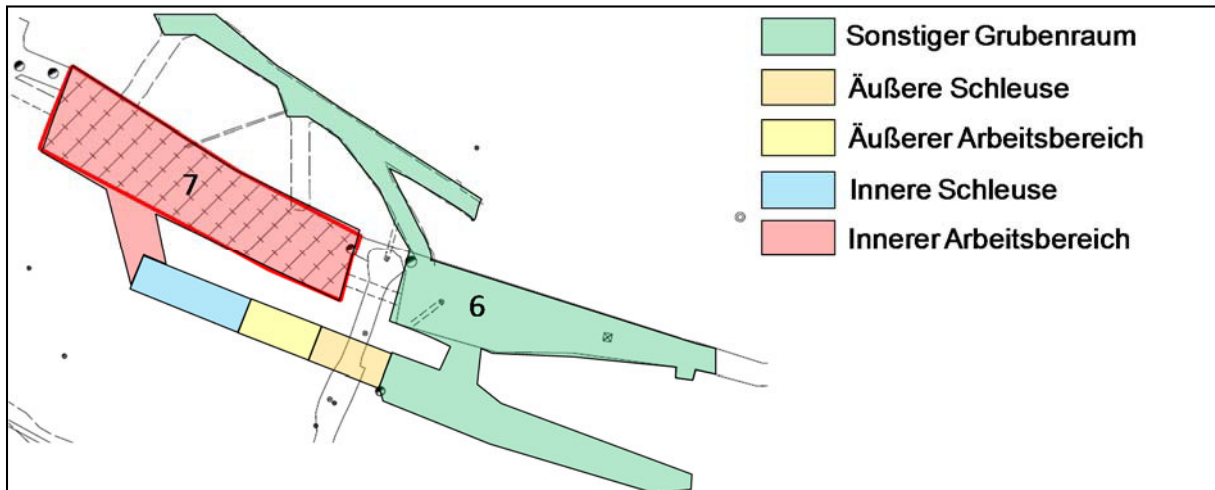 Sonstiger Grubenraum
Äußere Schleuse
Äußerer Arbeitsbereich
Innere Schleuse
Innerer Arbeitsbereich
7
6